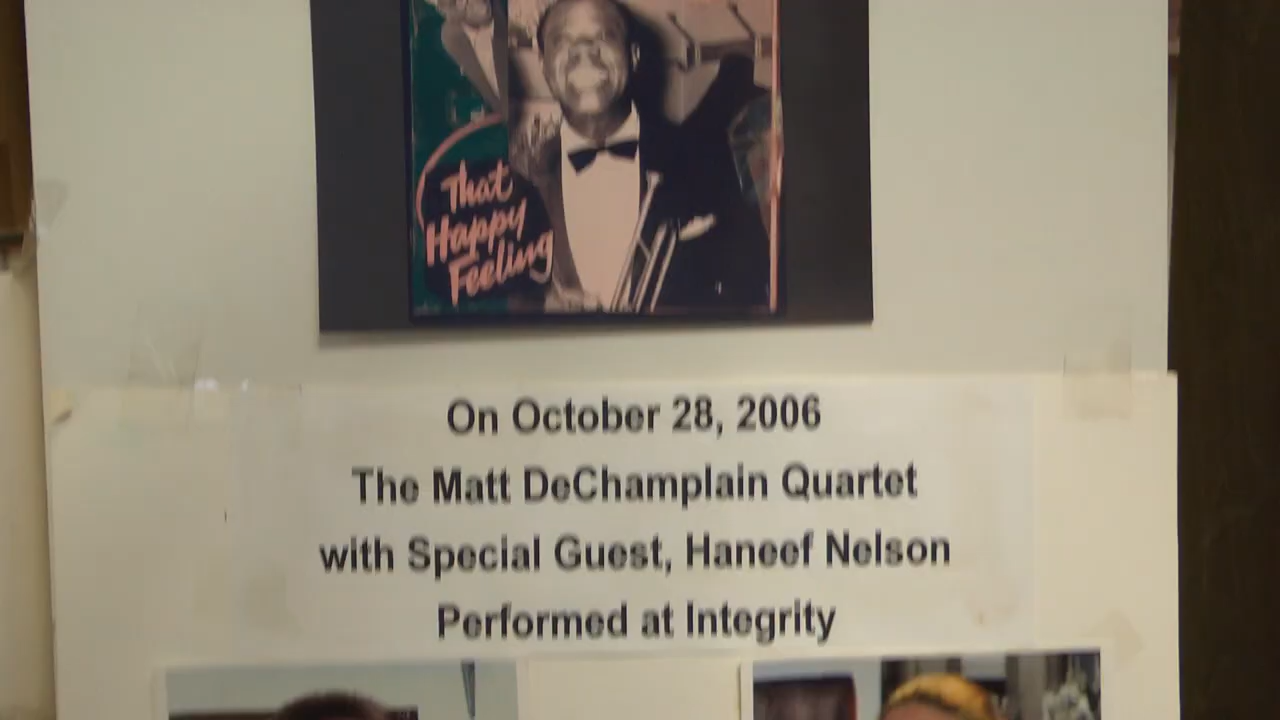 That
Happy
Feeling
On October 28, 2006
The Matt DeChamplain Quartet
with Special Guest, Haneef Nelson
Performed at Integrity